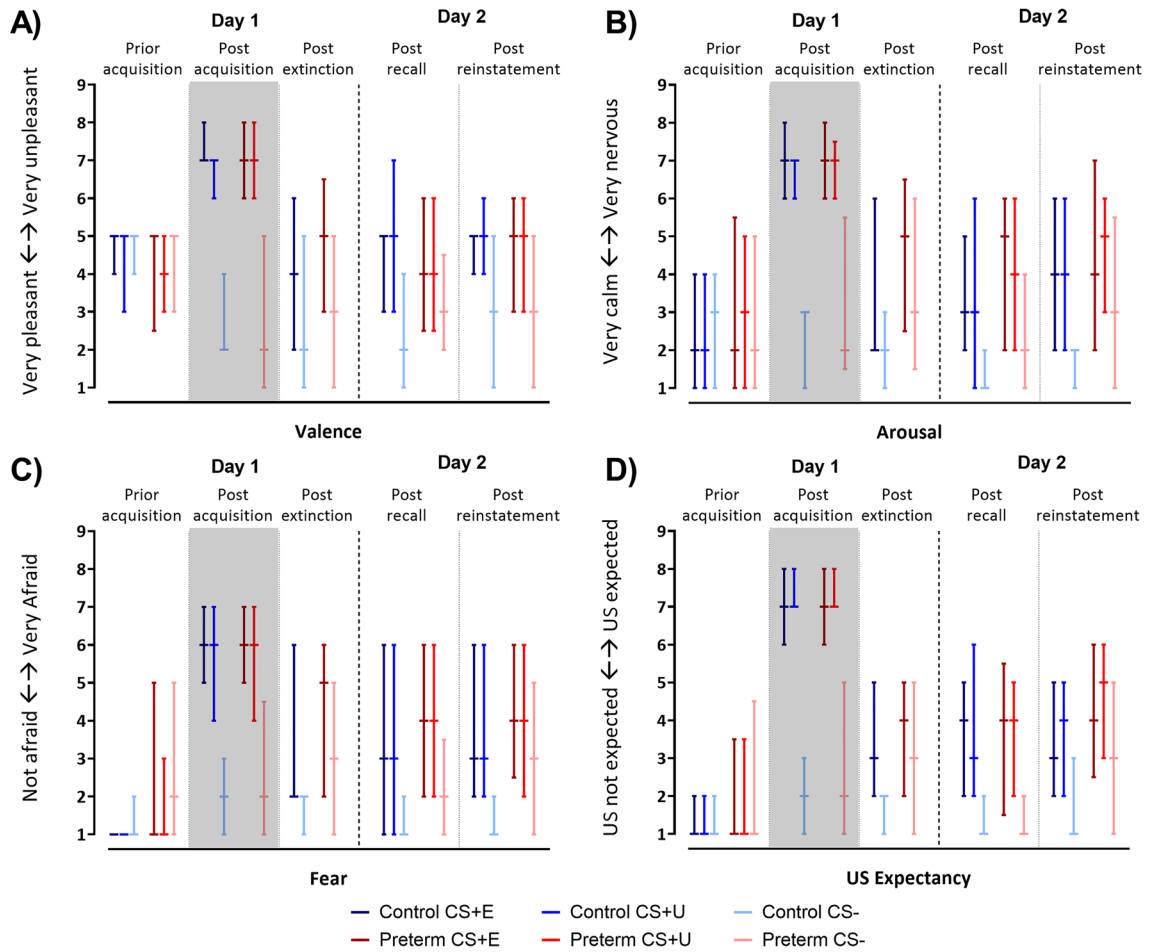 A)
Day 1
Day 2
Prior acquisition
Post acquisition
Post extinction
Post recall
Post reinstatement
Very pleasant ←→ Very unpleasant
9
8
7
6
5
4
3
2
1
Valence
B)
Day 1
Day 2
Prior acquisition
Post acquisition
Post extinction
Post recall
Post reinstatement
Very calm ←→ Very nervous
9
8
7
6
5
4
3
2
1
Arousal
C)
Day 1
Day 2
Prior acquisition
Post acquisition
Post extinction
Post recall
Post reinstatement
Not afraid ←→ Very Afraid
9
8
7
6
5
4
3
2
1
Fear
D)
Day 1
Day 2
Prior acquisition
Post acquisition
Post extinction
Post recall
Post reinstatement
US not expected ←→ US expected
9
8
7
6
5
4
3
2
1
US Expectancy
Control CS+E
Control CS+U
Control CS-
Preterm CS+E
Preterm CS+U
Preterm CS-